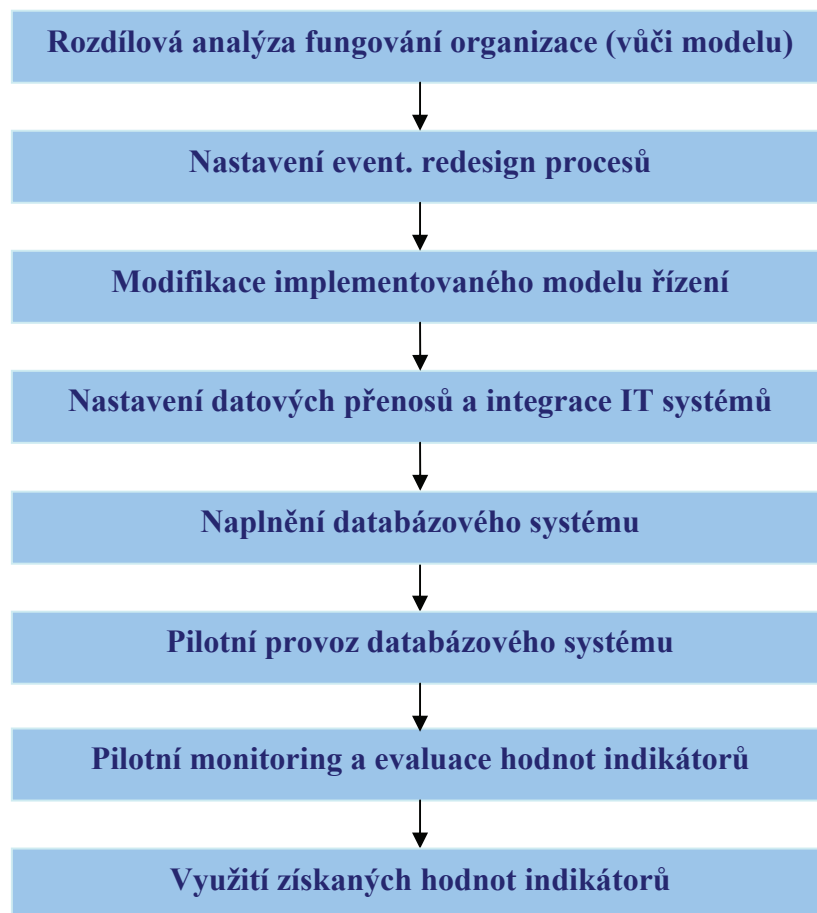 Rozdílová analýza fungování organizace (vůči modelu)
Nastavení event. redesign procesů
Modifikace implementovaného modelu řízení
Nastavení datových přenosů a integrace IT systémů
Naplnění databázového systému
Pilotní provoz databázového systému
Pilotní monitoring a evaluace hodnot indikátorů
Využití získaných hodnot indikátorů